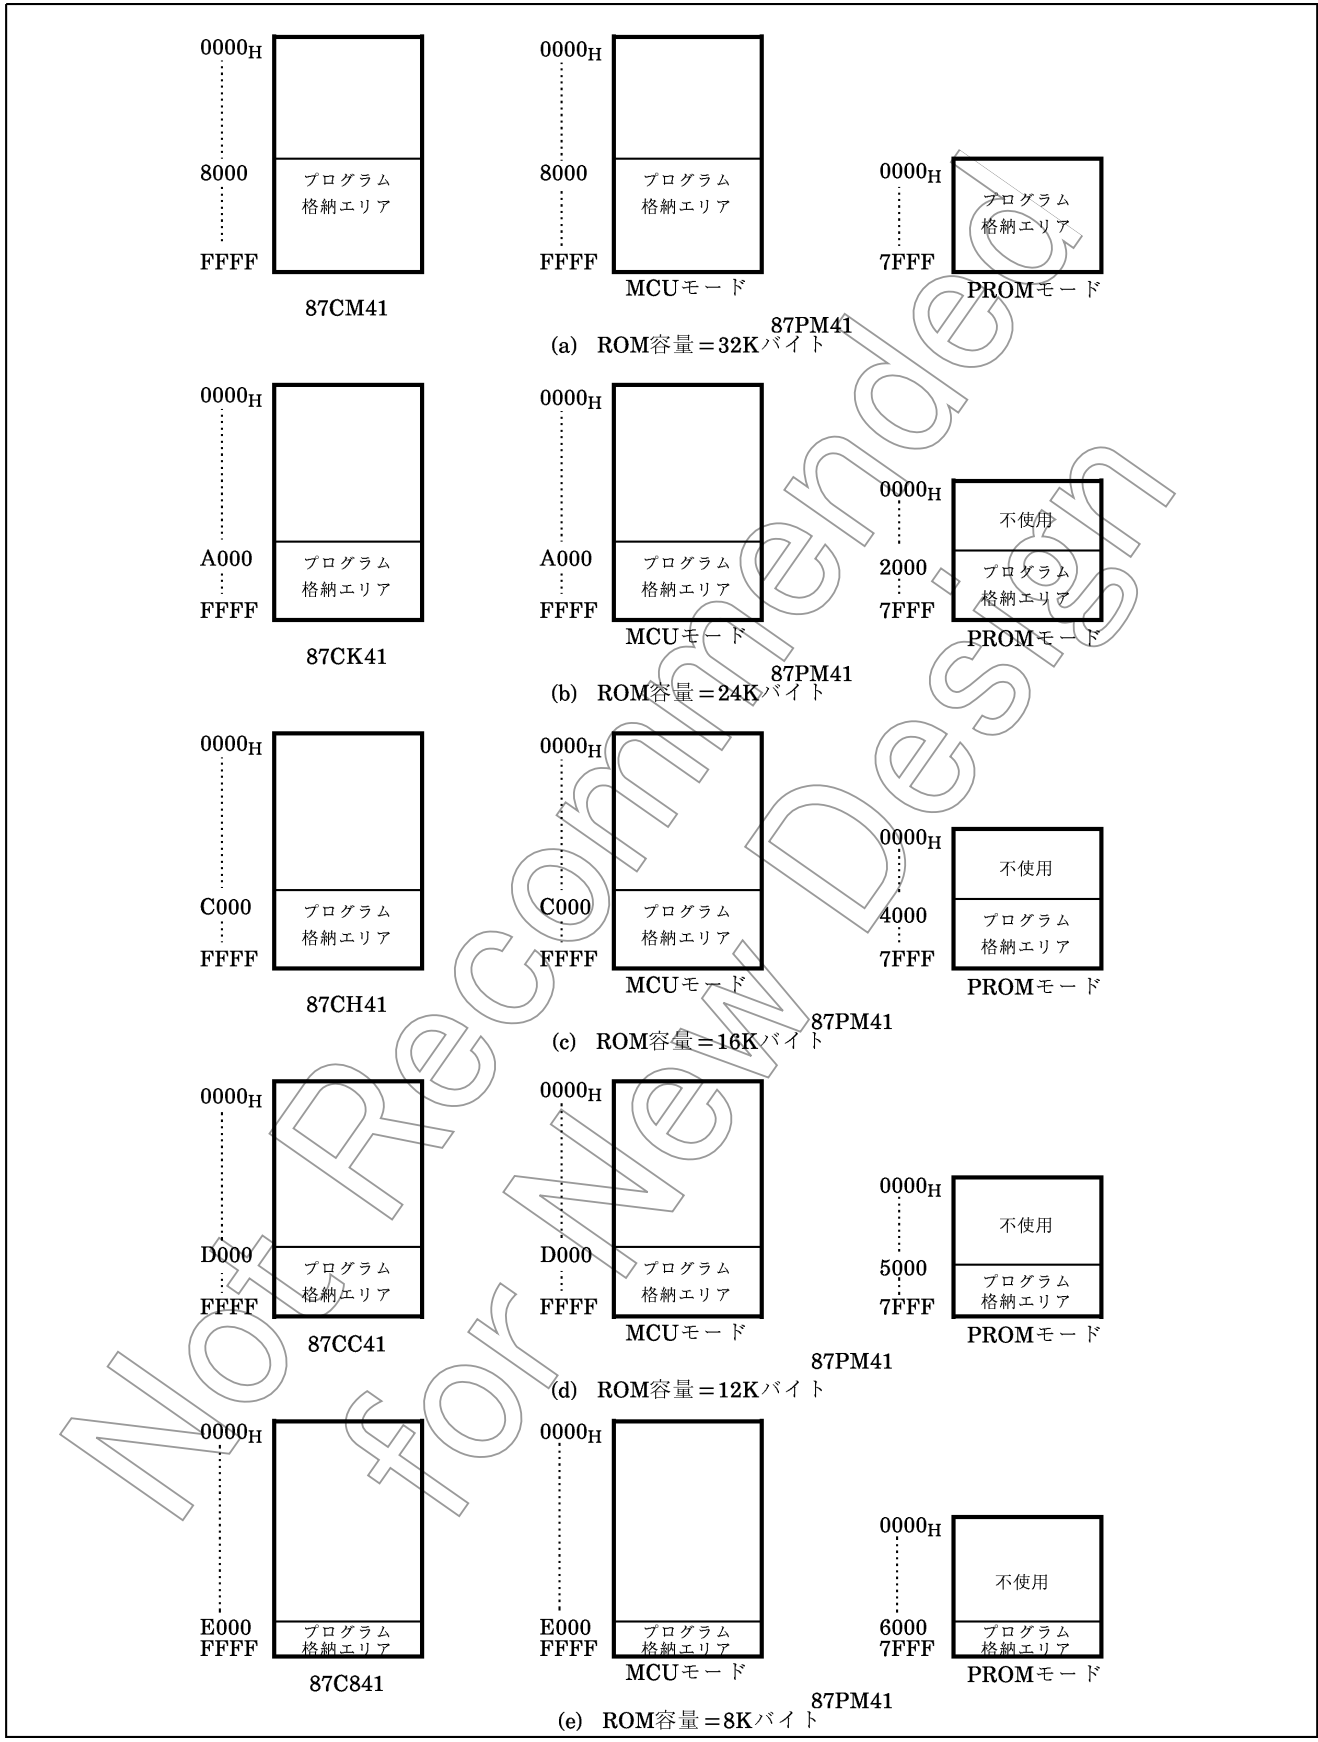 0000H
8000
FFFF
プログラム
格納エリア
87CM41
0000H
8000
FFFF
プログラム
格納エリア
MCUモード
0000H
7FFF
プログラム
格納エリア
PROMモード
87PM41
(a) ROM容量＝32Kバイト
0000H
A000
FFFF
プログラム
格納エリア
87CK41
0000H
A000
FFFF
プログラム
格納エリア
MCUモード
0000H
2000
7FFF
不使用
プログラム
格納エリア
PROMモード
87PM41
(b) ROM容量＝24Kバイト
0000H
C000
FFFF
プログラム
格納エリア
87CH41
0000H
C000
FFFF
プログラム
格納エリア
MCUモード
0000H
4000
7FFF
不使用
プログラム
格納エリア
PROMモード
87PM41
(c) ROM容量＝16Kバイト
0000H
D000
FFFF
プログラム
格納エリア
87CC41
0000H
D000
FFFF
プログラム
格納エリア
MCUモード
0000H
5000
7FFF
不使用
プログラム
格納エリア
PROMモード
87PM41
(d) ROM容量＝12Kバイト
0000H
E000
FFFF
プログラム
格納エリア
87C841
0000H
E000
FFFF
プログラム
格納エリア
MCUモード
0000H
6000
7FFF
不使用
プログラム
格納エリア
PROMモード
87PM41
(e) ROM容量＝8Kバイト
Not Recommended
for New Design